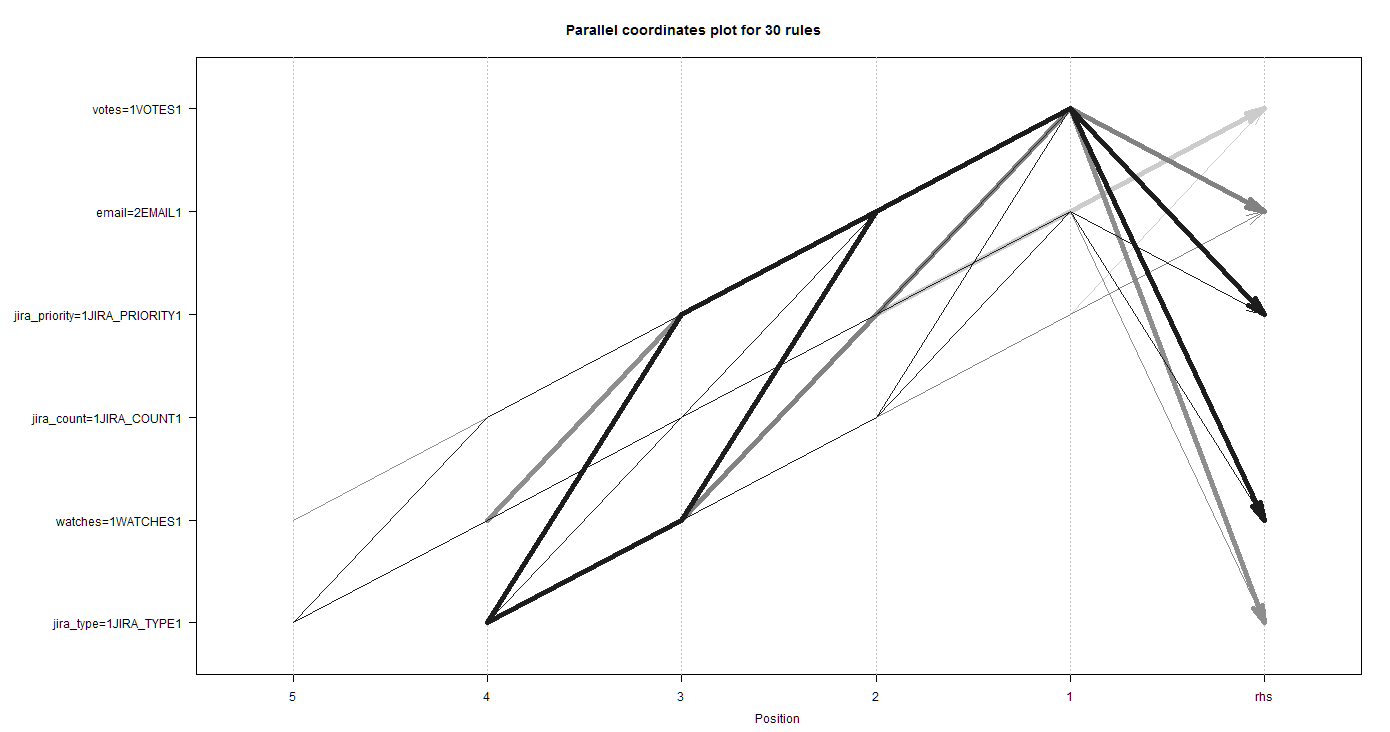 Parallel coordinates plot for 30 rules
votes=1VOTES1
email=2EMAIL1
jira_priority=1JIRA_PRIORITY1
jira_count=1JIRA_COUNT1
watches=1WATCHES1
jira_type=1JIRA_TYPE1
5 4 3 2 1 rhs
Position